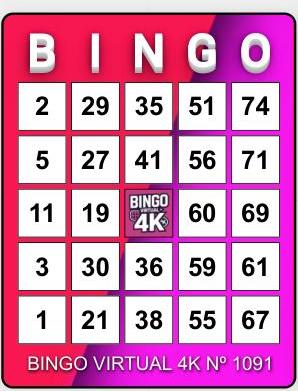 B I N G O
2 29 35 51 74
5 27 41 56 71
11 19 BINGO VIRTUAL 4K 60 69
3 30 36 59 61
1 21 38 55 67
BINGO VIRTUAL 4K Nº 1091